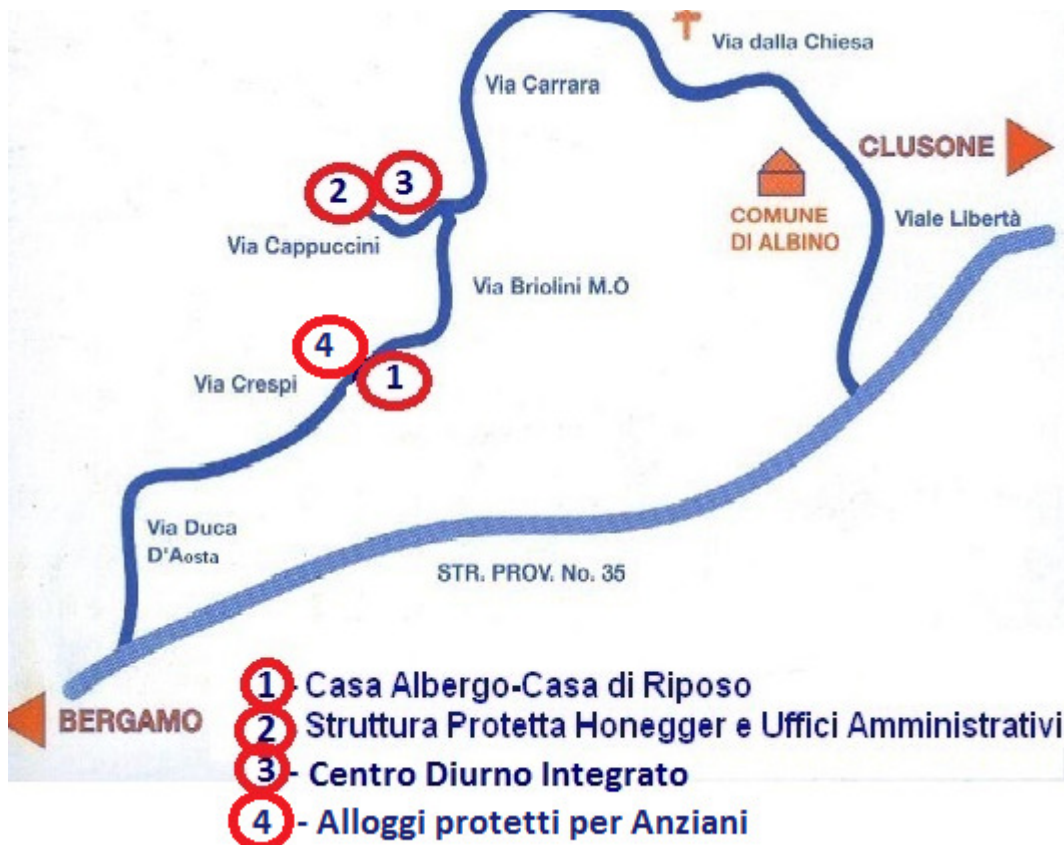 Via dalla Chiesa
Via Carrara
CLUSONE
2
3
COMUNE
DI ALBINO
Viale Libertà
Via Cappuccini
Via Briolini M.O
4
1
Via Crespi
Via Duca
D'Aosta
STR. PROV. No. 35
BERGAMO
1 - Casa Albergo-Casa di Riposo
2 Struttura Protetta Honegger e Uffici Amministrativi
3 - Centro Diurno Integrato
4 - Alloggi protetti per Anziani